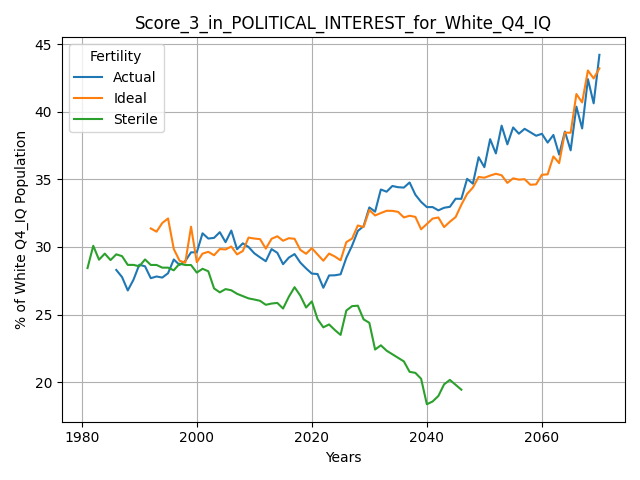 Score_3_in_POLITICAL_INTEREST_for_White_Q4_IQ
Fertility
Actual
Ideal
Sterile
% of White Q4_IQ Population
45
40
35
30
25
20
1980
2000
2020
2040
2060
Years